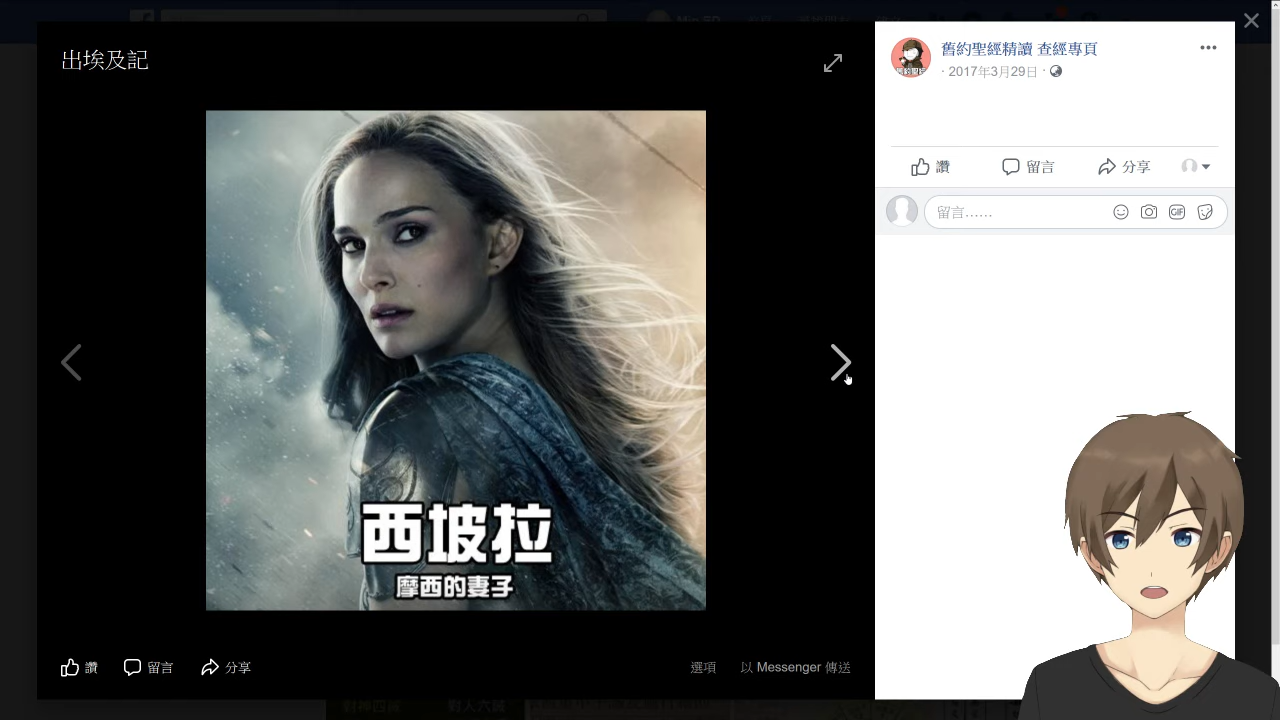 出埃及記
西坡拉
摩西的妻子
讚
留言
分享
選項
以 Messenger 傳送
舊約聖經精讀 查經專頁
· 2017年3月29日 ·
讚
留言
分享
留言......
GIF